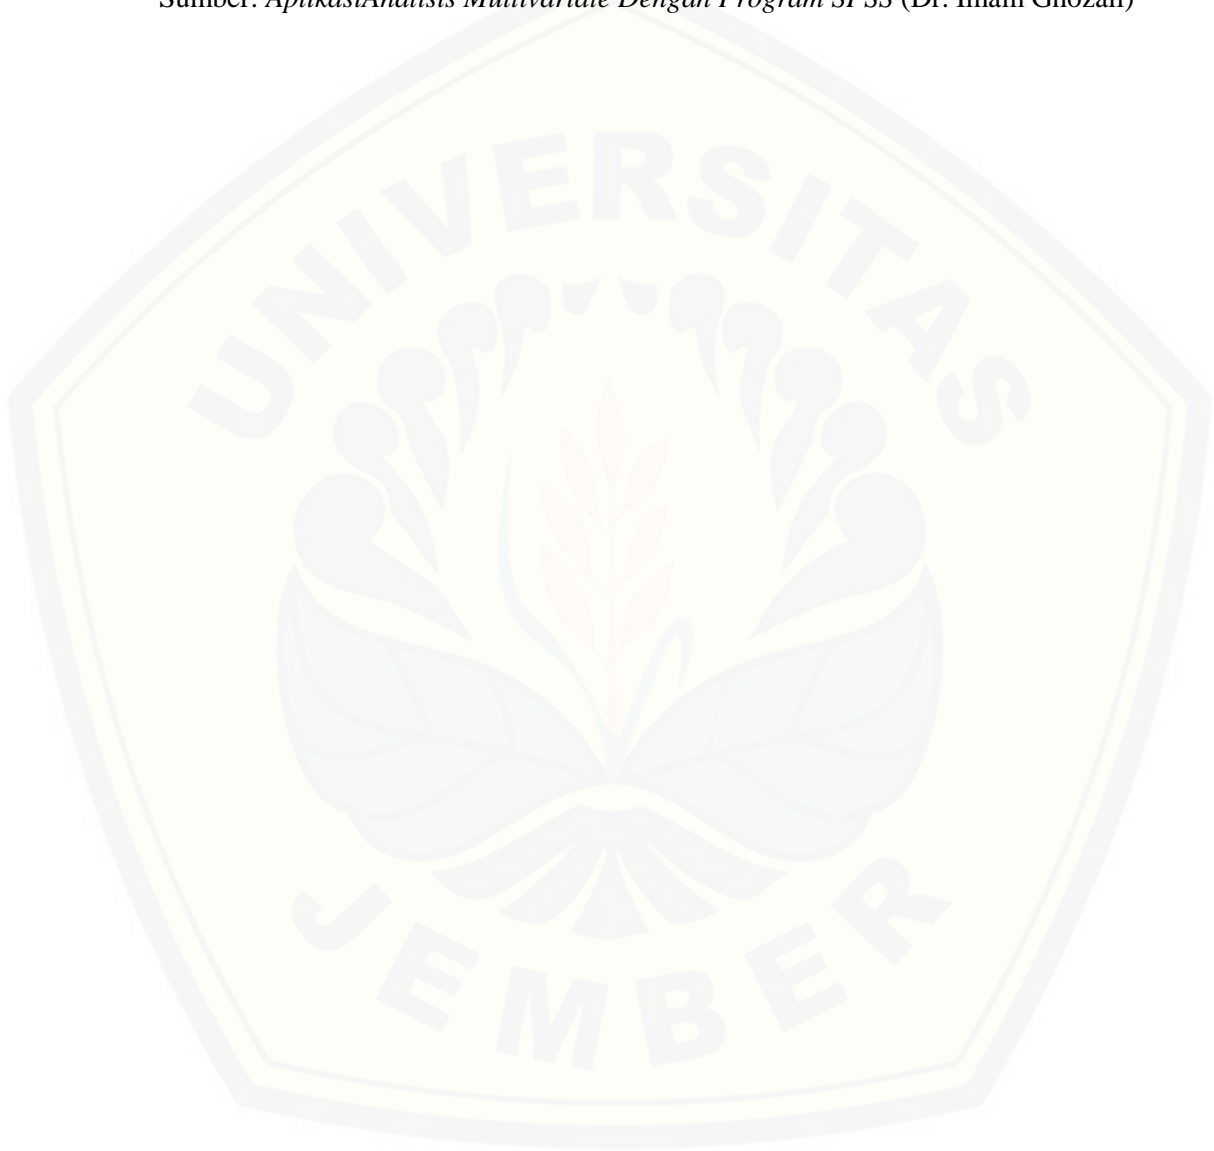 Sumber: AplikasiAnalisis Multivariate Dengan Program SPSS (Dr. Imam Ghozali)
UNIVERSITAS
JEMBER